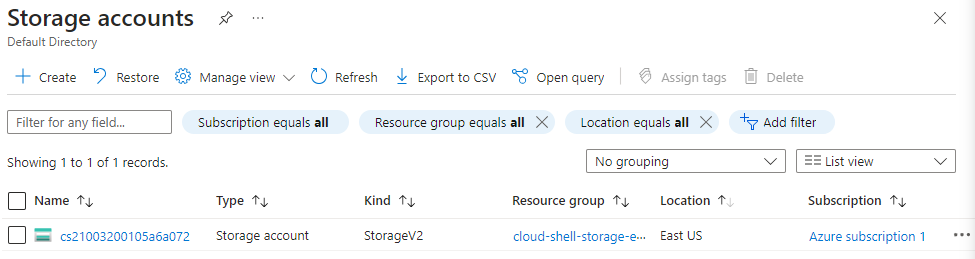 Storage accounts
Default Directory
Create Restore Manage view Refresh Export to CSV Open query Assign tags Delete
Filter for any field... Subscription equals all Resource group equals all Location equals all Add filter
Showing 1 to 1 of 1 records. No grouping List view
Name Type Kind Resource group Location Subscription
cs21003200105a6a072 Storage account StorageV2 cloud-shell-storage-e... East US Azure subscription 1